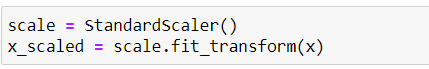 scale = StandardScaler()
x_scaled = scale.fit_transform(x)